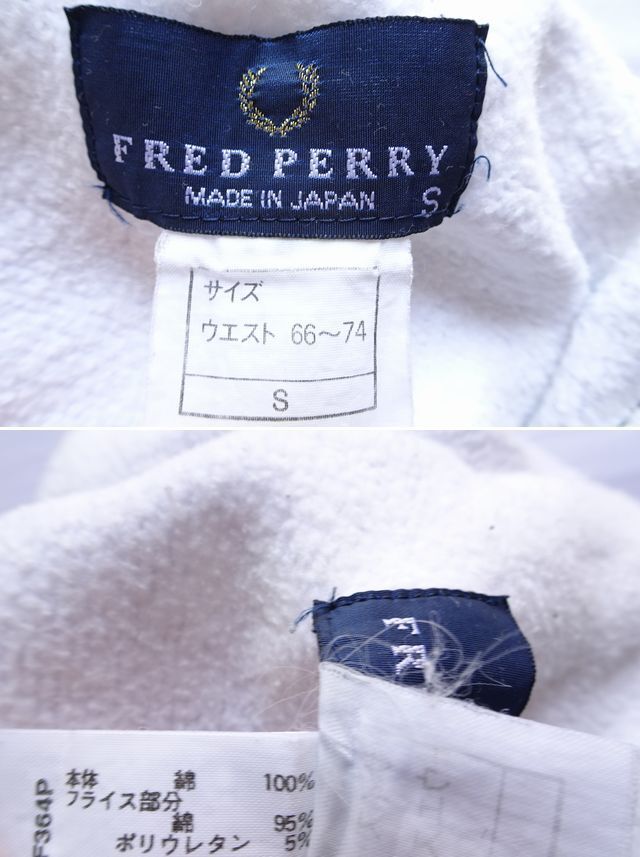 FRED PERRY
MADE IN JAPAN S
サイズ
ウエスト 66～74
S
FR
F364P
本体 綿 100%
フライス部分
綿 95%
ポリウレタン 5%